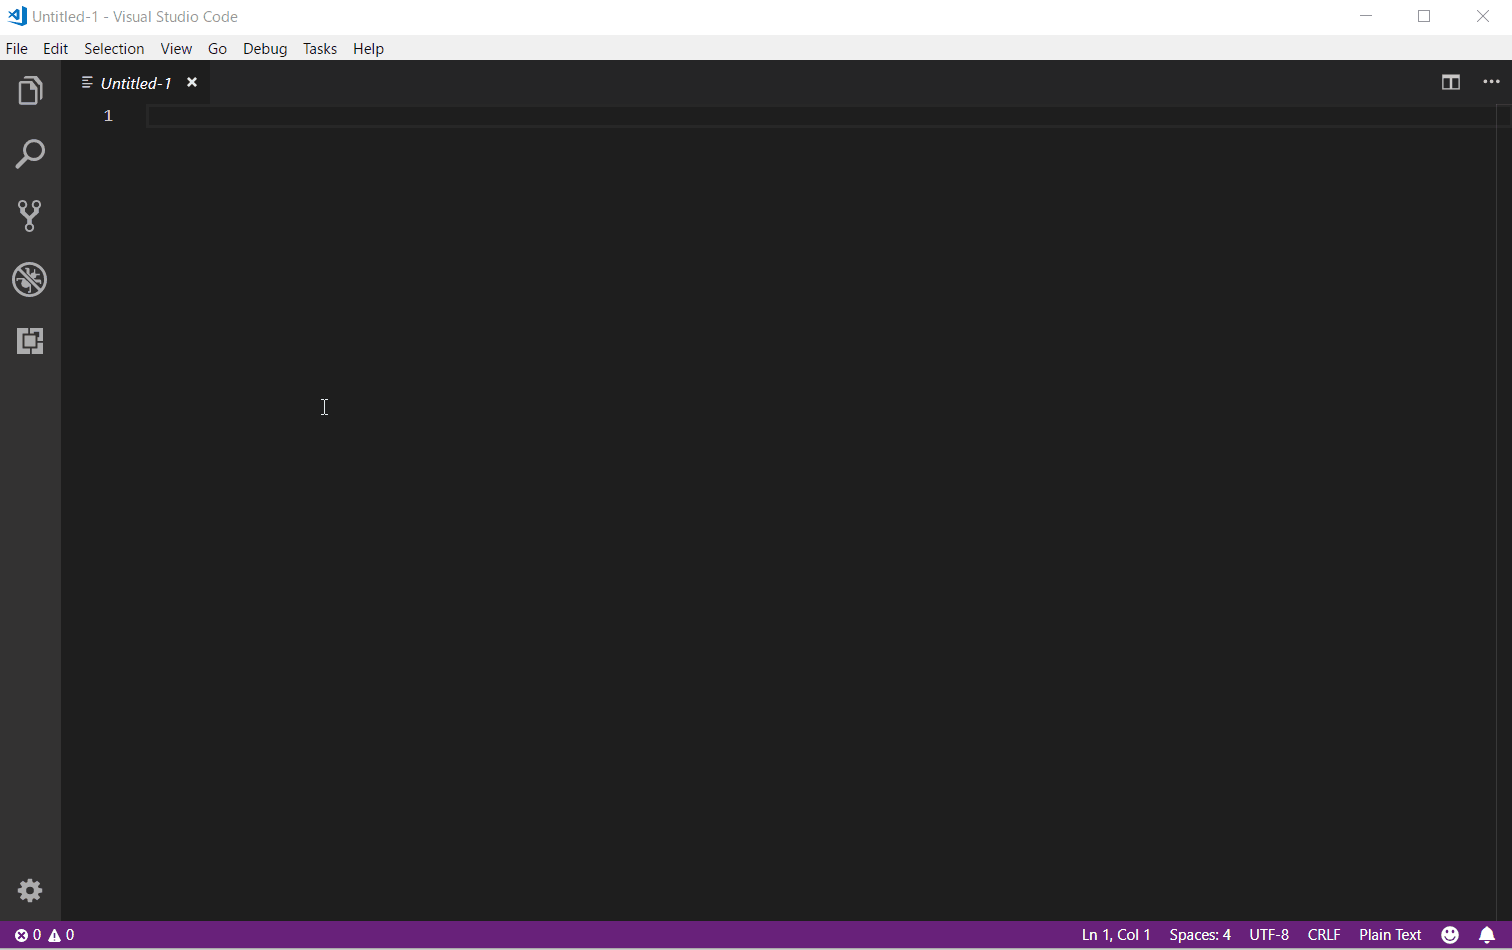 Untitled-1 - Visual Studio Code
File Edit Selection View Go Debug Tasks Help
Untitled-1
1
0 0 Ln 1, Col 1 Spaces: 4 UTF-8 CRLF Plain Text